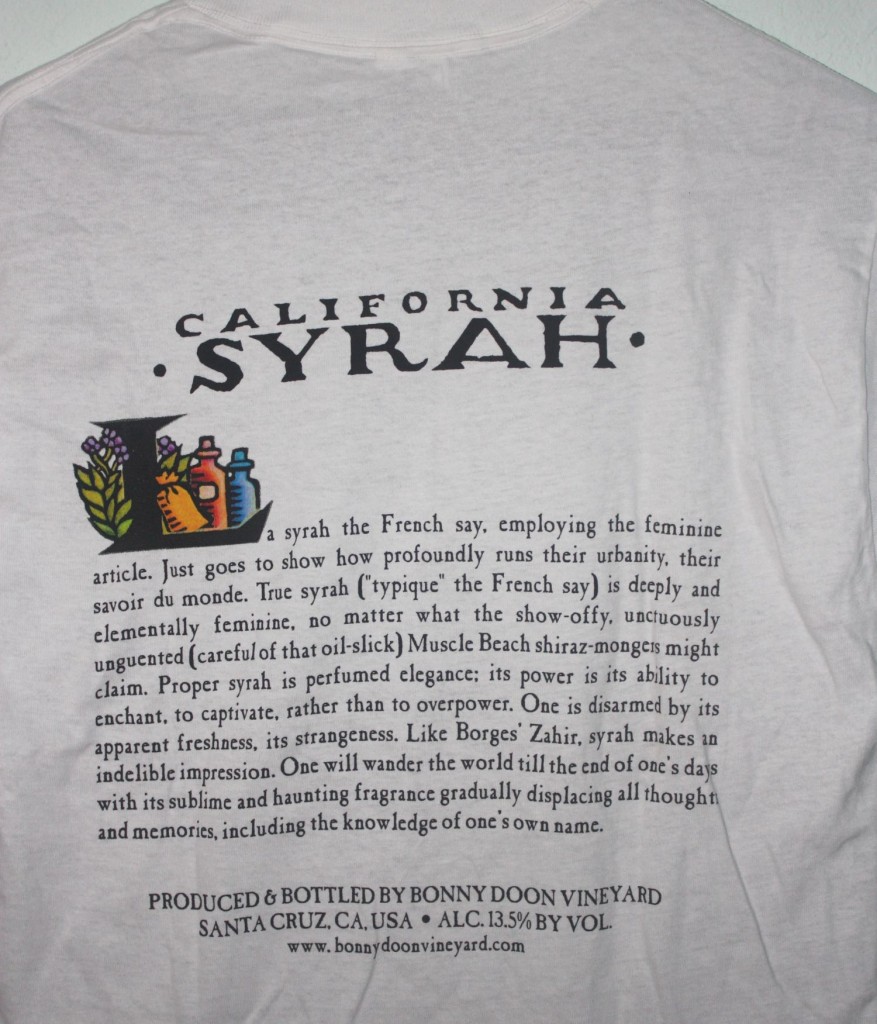 CALIFORNIA
·SYRAH·
La syrah the French say, employing the feminine
article. Just goes to show how profoundly runs their urbanity, their
savoir du monde. True syrah ("typique" the French say) is deeply and
elementally feminine, no matter what the show-offy, unctuously
unguented (careful of that oil-slick) Muscle Beach shiraz-mongers might
claim. Proper syrah is perfumed elegance; its power is its ability to
enchant, to captivate, rather than to overpower. One is disarmed by its
apparent freshness, its strangeness. Like Borges' Zahir, syrah makes an
indelible impression. One will wander the world till the end of one's days
with its sublime and haunting fragrance gradually displacing all thought
and memories, including the knowledge of one's own name.
PRODUCED & BOTTLED BY BONNY DOON VINEYARD
SANTA CRUZ, CA, USA • ALC. 13.5% BY VOL.
www.bonnydoonvineyard.com